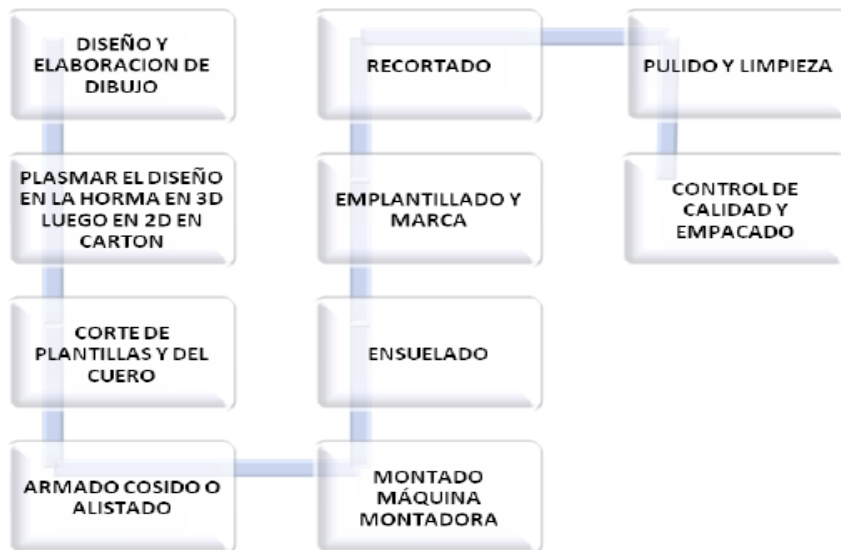 DISEÑO Y
ELABORACION DE
DIBUJO
PLASMAR EL DISEÑO
EN LA HORMA EN 3D
LUEGO EN 2D EN
CARTON
CORTE DE
PLANTILLAS Y DEL
CUERO
ARMADO COSIDO O
ALISTADO
MONTADO
MÁQUINA
MONTADORA
ENSUELADO
EMPLANTILLADO Y
MARCA
RECORTADO
PULIDO Y LIMPIEZA
CONTROL DE
CALIDAD Y
EMPACADO